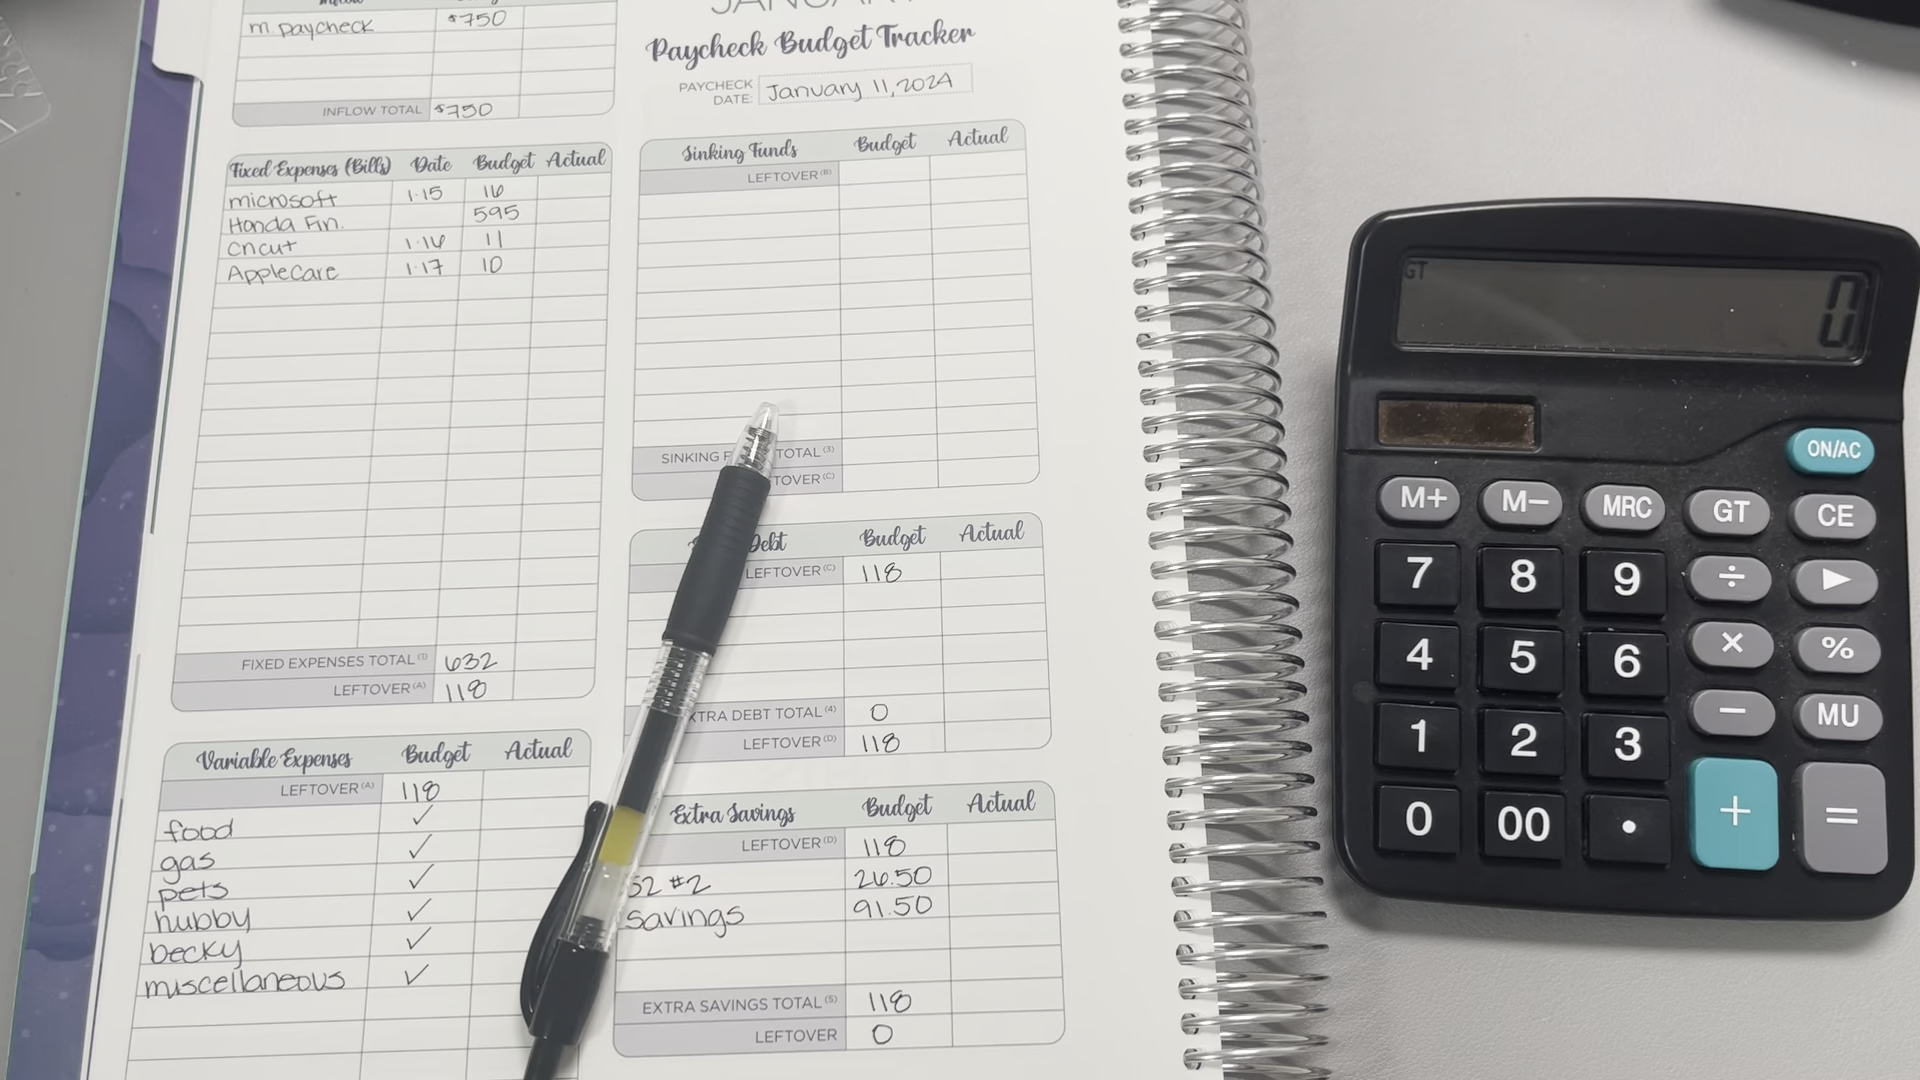 m. paycheck $750
INFLOW TOTAL $750
Fixed Expenses (Bills) Date Budget Actual
microsoft 1·15 16
Honda Fin. 595
Cricut 1·16 11
AppleCare 1·17 10
FIXED EXPENSES TOTAL (1) 632
LEFTOVER (A) 118
Variable Expenses Budget Actual
LEFTOVER (A) 118
food ✓
gas ✓
pets ✓
hubby ✓
becky ✓
miscellaneous ✓
Paycheck Budget Tracker
PAYCHECK
DATE: January 11, 2024
Sinking Funds Budget Actual
LEFTOVER (B)
SINKING TOTAL (3)
(C)
Debt Budget Actual
LEFTOVER (C) 118
DEBT TOTAL (4) 0
LEFTOVER (D) 118
Extra Savings Budget Actual
LEFTOVER (D) 118
52 #2 26.50
savings 91.50
EXTRA SAVINGS TOTAL (5) 118
LEFTOVER 0
GT
0
ON/AC
M+ M− MRC GT CE
7 8 9 ÷ ▶
4 5 6 × %
1 2 3 − MU
0 00 . + =